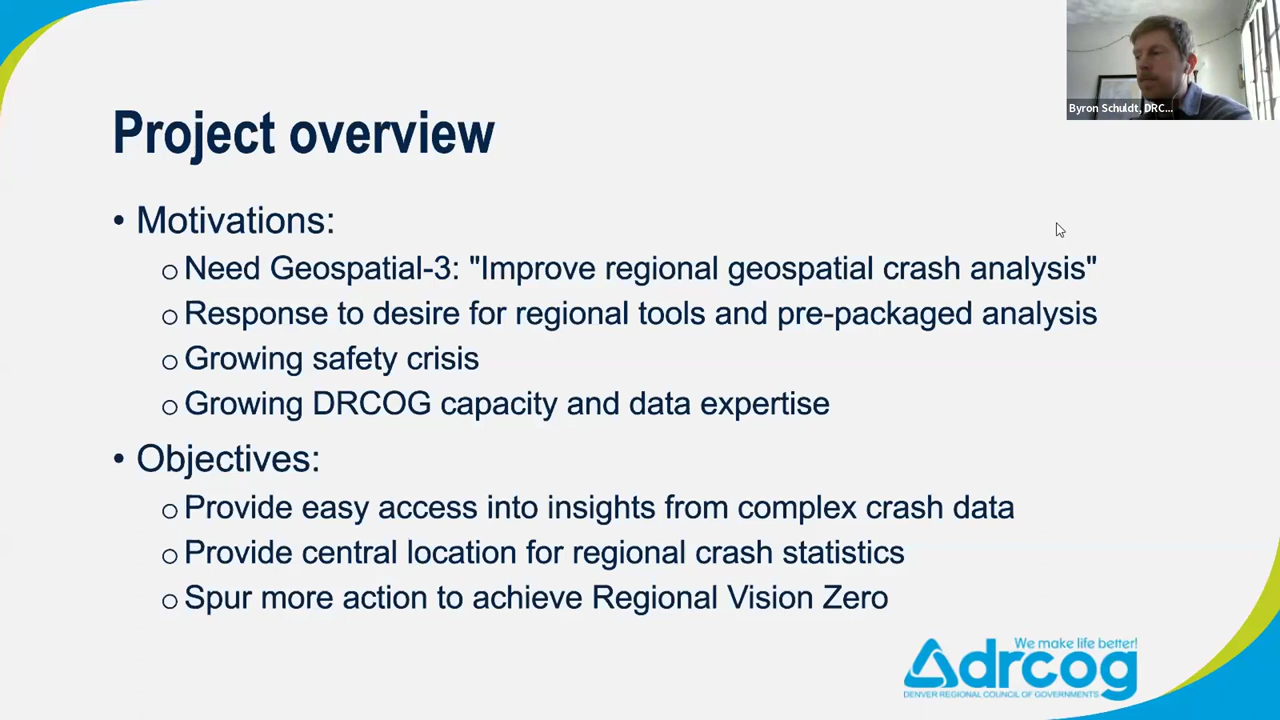 Byron Schuldt, DRC...
Project overview
• Motivations:
o Need Geospatial-3: "Improve regional geospatial crash analysis"
o Response to desire for regional tools and pre-packaged analysis
o Growing safety crisis
o Growing DRCOG capacity and data expertise
• Objectives:
o Provide easy access into insights from complex crash data
o Provide central location for regional crash statistics
o Spur more action to achieve Regional Vision Zero
We make life better!
drcog
DENVER REGIONAL COUNCIL OF GOVERNMENTS